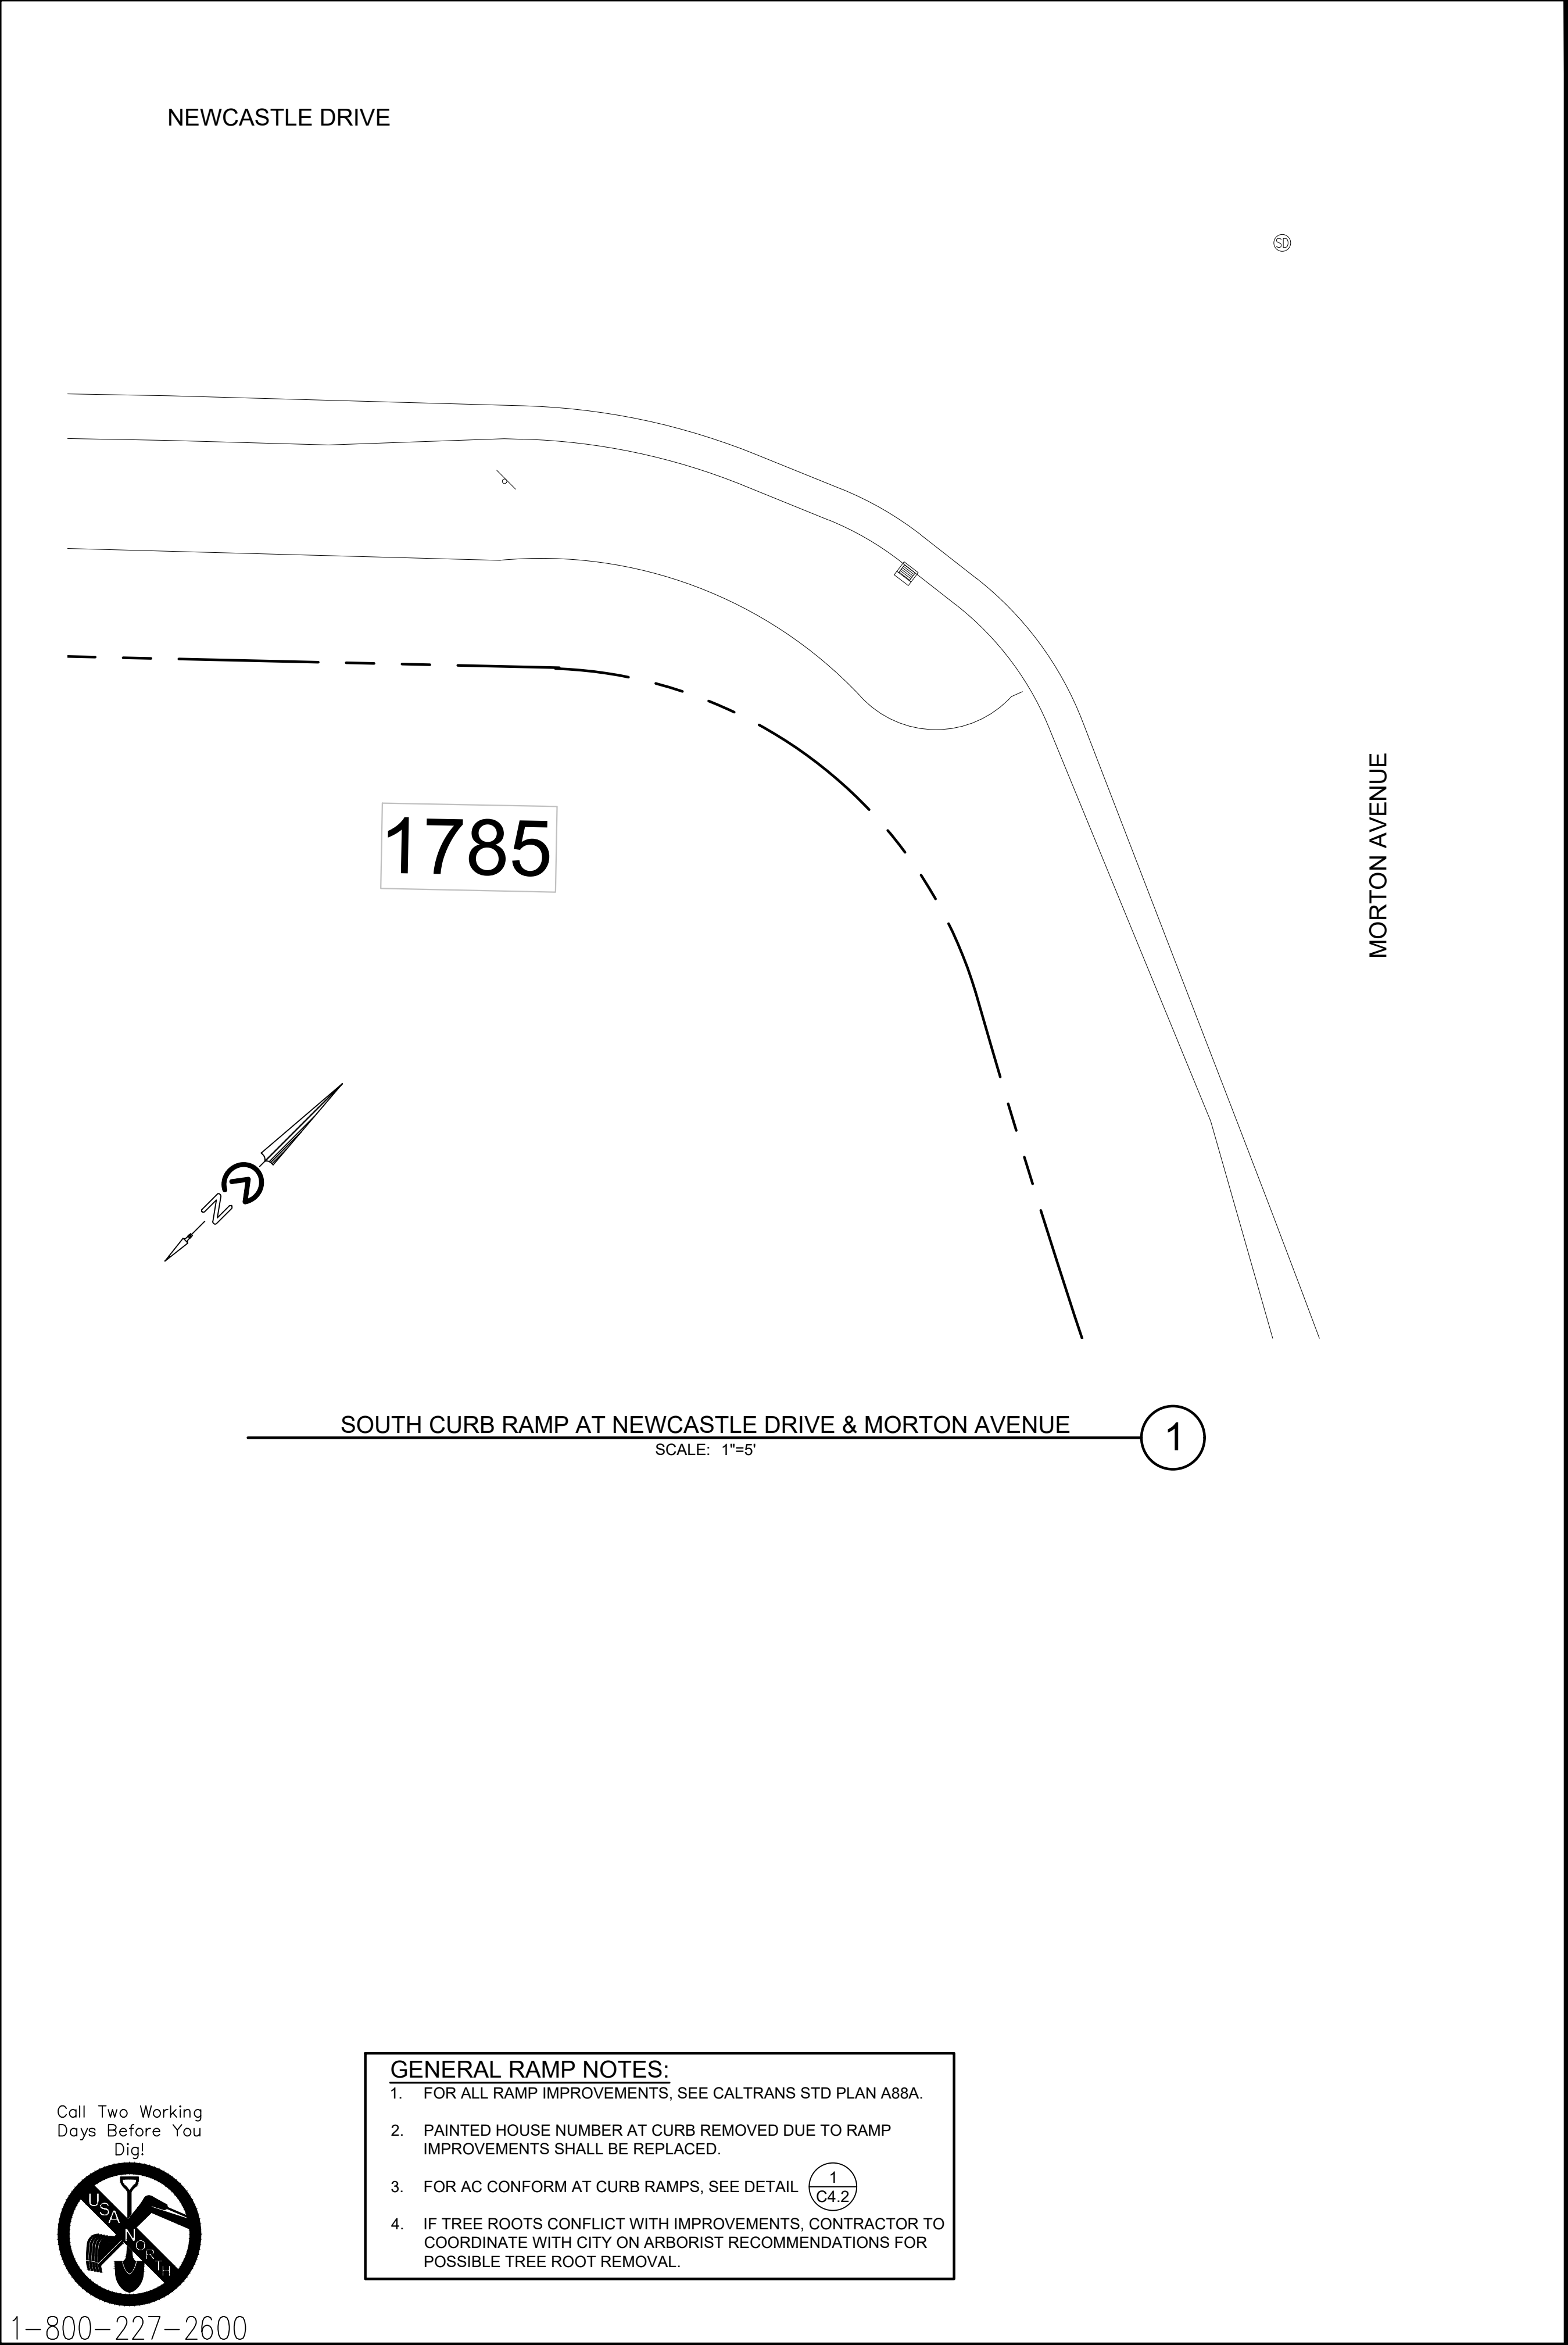 NEWCASTLE DRIVE
SD
MORTON AVENUE
1785
N
SOUTH CURB RAMP AT NEWCASTLE DRIVE & MORTON AVENUE
1
SCALE: 1"=5'
GENERAL RAMP NOTES:
1. FOR ALL RAMP IMPROVEMENTS, SEE CALTRANS STD PLAN A88A.
2. PAINTED HOUSE NUMBER AT CURB REMOVED DUE TO RAMP
IMPROVEMENTS SHALL BE REPLACED.
3. FOR AC CONFORM AT CURB RAMPS, SEE DETAIL
1
C4.2
4. IF TREE ROOTS CONFLICT WITH IMPROVEMENTS, CONTRACTOR TO
COORDINATE WITH CITY ON ARBORIST RECOMMENDATIONS FOR
POSSIBLE TREE ROOT REMOVAL.
Call Two Working
Days Before You
Dig!
USA NORTH
1-800-227-2600